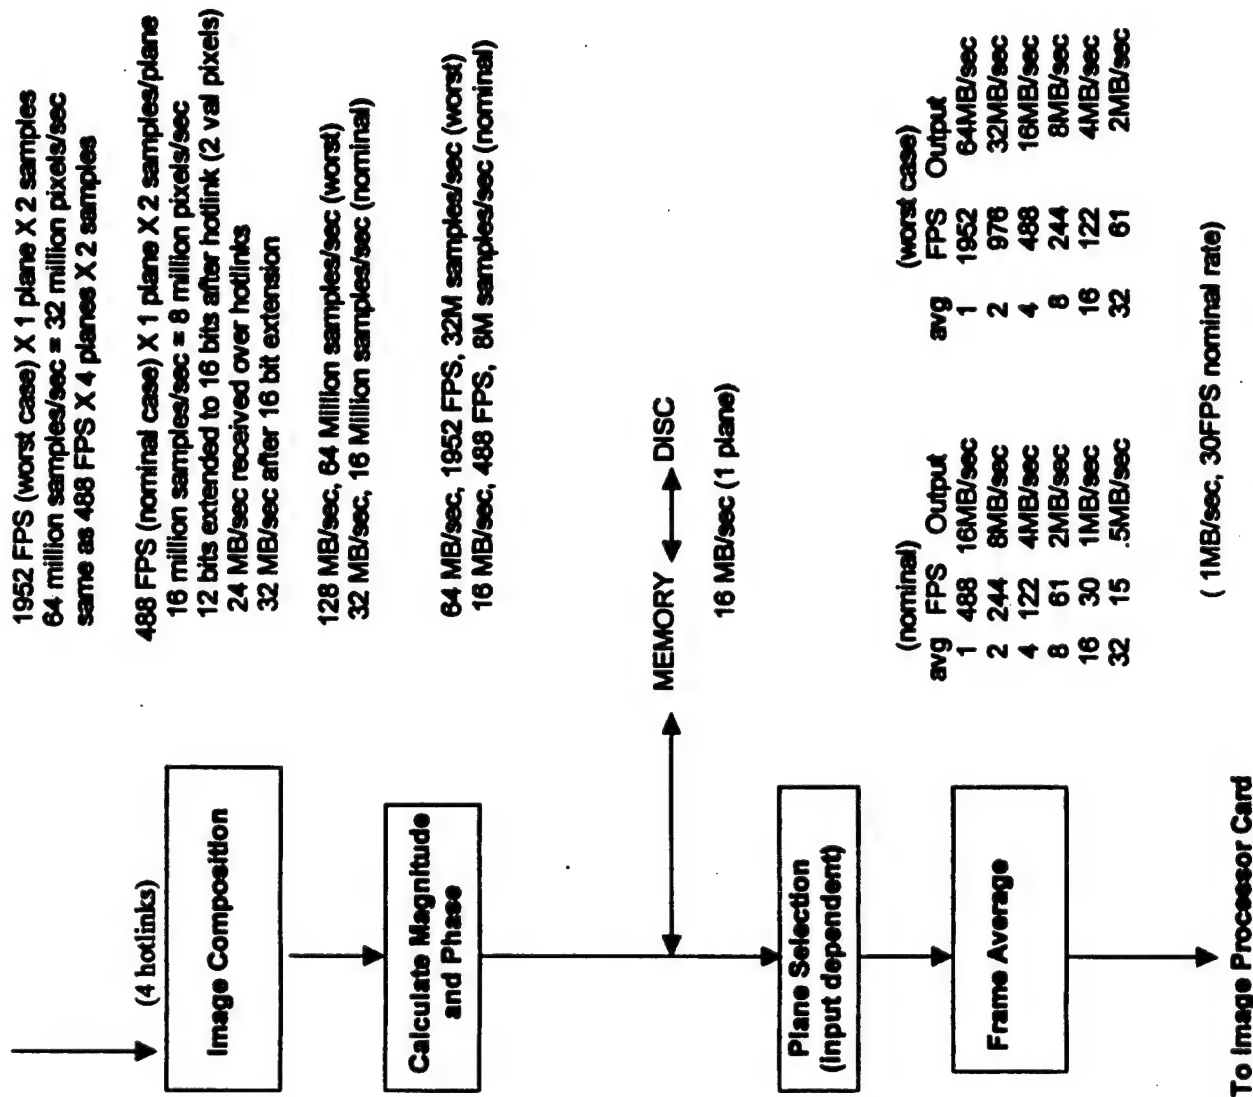 1952 FPS (worst case) X 1 plane X 2 samples
64 million samples/sec = 32 million pixels/sec
same as 488 FPS X 4 planes X 2 samples
(4 hotlinks)
Image Composition
488 FPS (nominal case) X 1 plane X 2 samples/plane
16 million samples/sec = 8 million pixels/sec
12 bits extended to 16 bits after hotlink (2 val pixels)
24 MB/sec received over hotlinks
32 MB/sec after 16 bit extension
Calculate Magnitude
and Phase
128 MB/sec, 64 Million samples/sec (worst)
32 MB/sec, 16 Million samples/sec (nominal)
64 MB/sec, 1952 FPS, 32M samples/sec (worst)
16 MB/sec, 488 FPS, 8M samples/sec (nominal)
MEMORY DISC
16 MB/sec (1 plane)
Plane Selection
(input dependent)
Frame Average
(nominal) (worst case)
avg FPS Output avg FPS Output
1 488 16MB/sec 1 1952 64MB/sec
2 244 8MB/sec 2 976 32MB/sec
4 122 4MB/sec 4 488 16MB/sec
8 61 2MB/sec 8 244 8MB/sec
16 30 1MB/sec 16 122 4MB/sec
32 15 .5MB/sec 32 61 2MB/sec
( 1MB/sec, 30FPS nominal rate)
To Image Processor Card